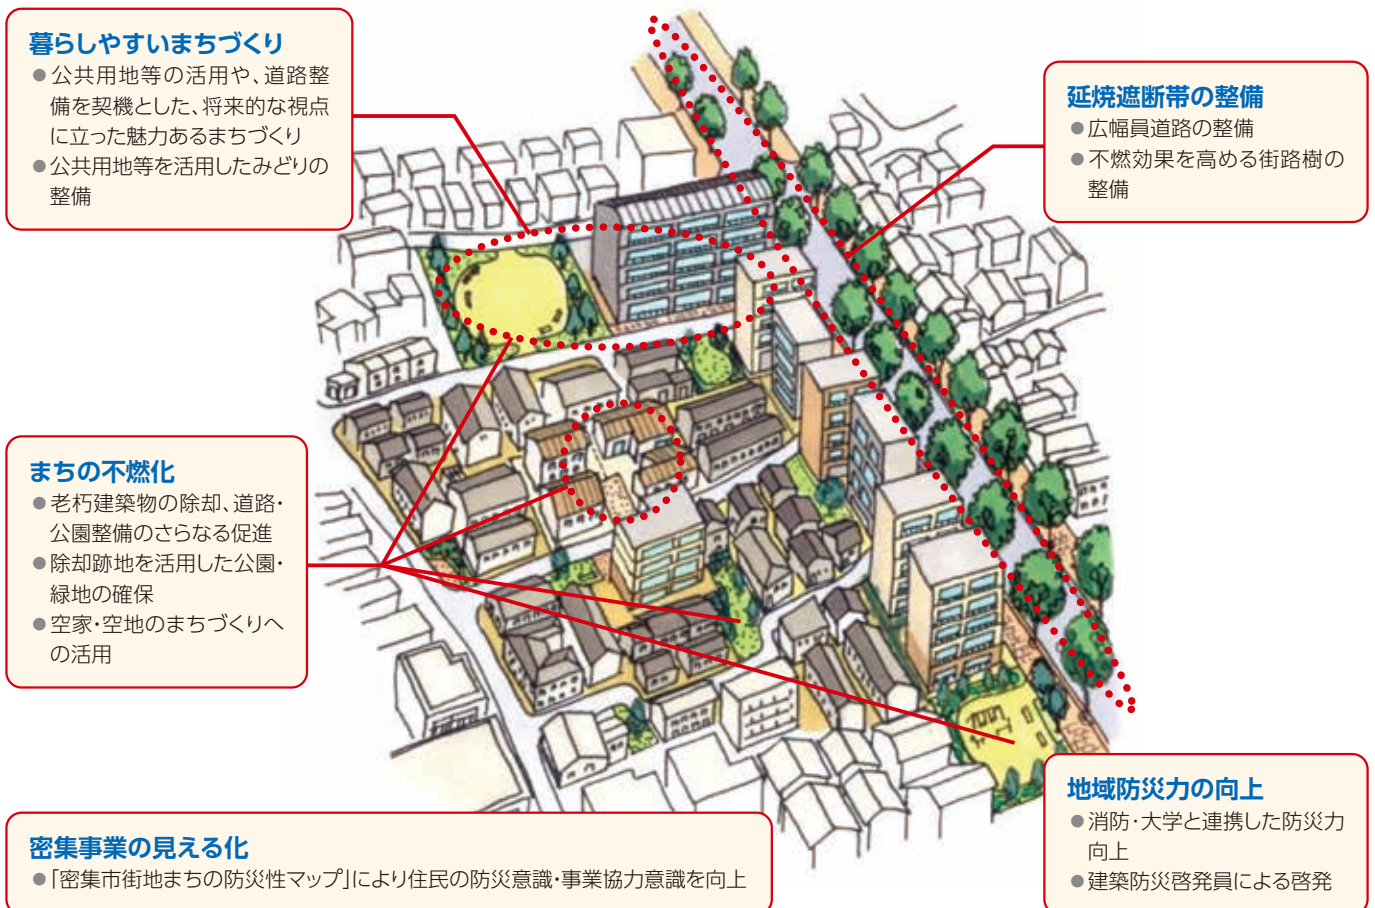 暮らしやすいまちづくり
●公共用地等の活用や、道路整
備を契機とした、将来的な視点
に立った魅力あるまちづくり
●公共用地等を活用したみどりの
整備
延焼遮断帯の整備
●広幅員道路の整備
●不燃効果を高める街路樹の
整備
まちの不燃化
●老朽建築物の除却、道路・
公園整備のさらなる促進
●除却跡地を活用した公園・
緑地の確保
●空家・空地のまちづくりへ
の活用
密集事業の見える化
●「密集市街地まちの防災性マップ」により住民の防災意識・事業協力意識を向上
地域防災力の向上
●消防・大学と連携した防災力
向上
●建築防災啓発員による啓発